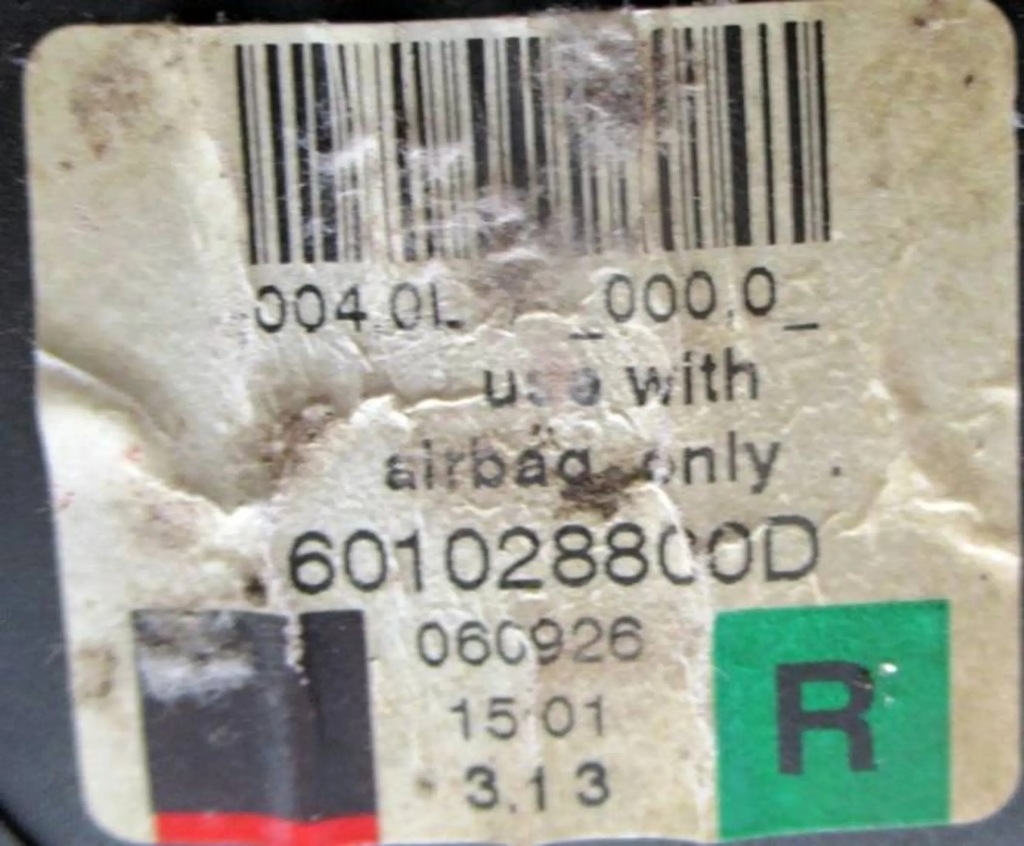 004.0L _000.0_
use with
airbag only .
601028800D
060926
15:01
3.13
R